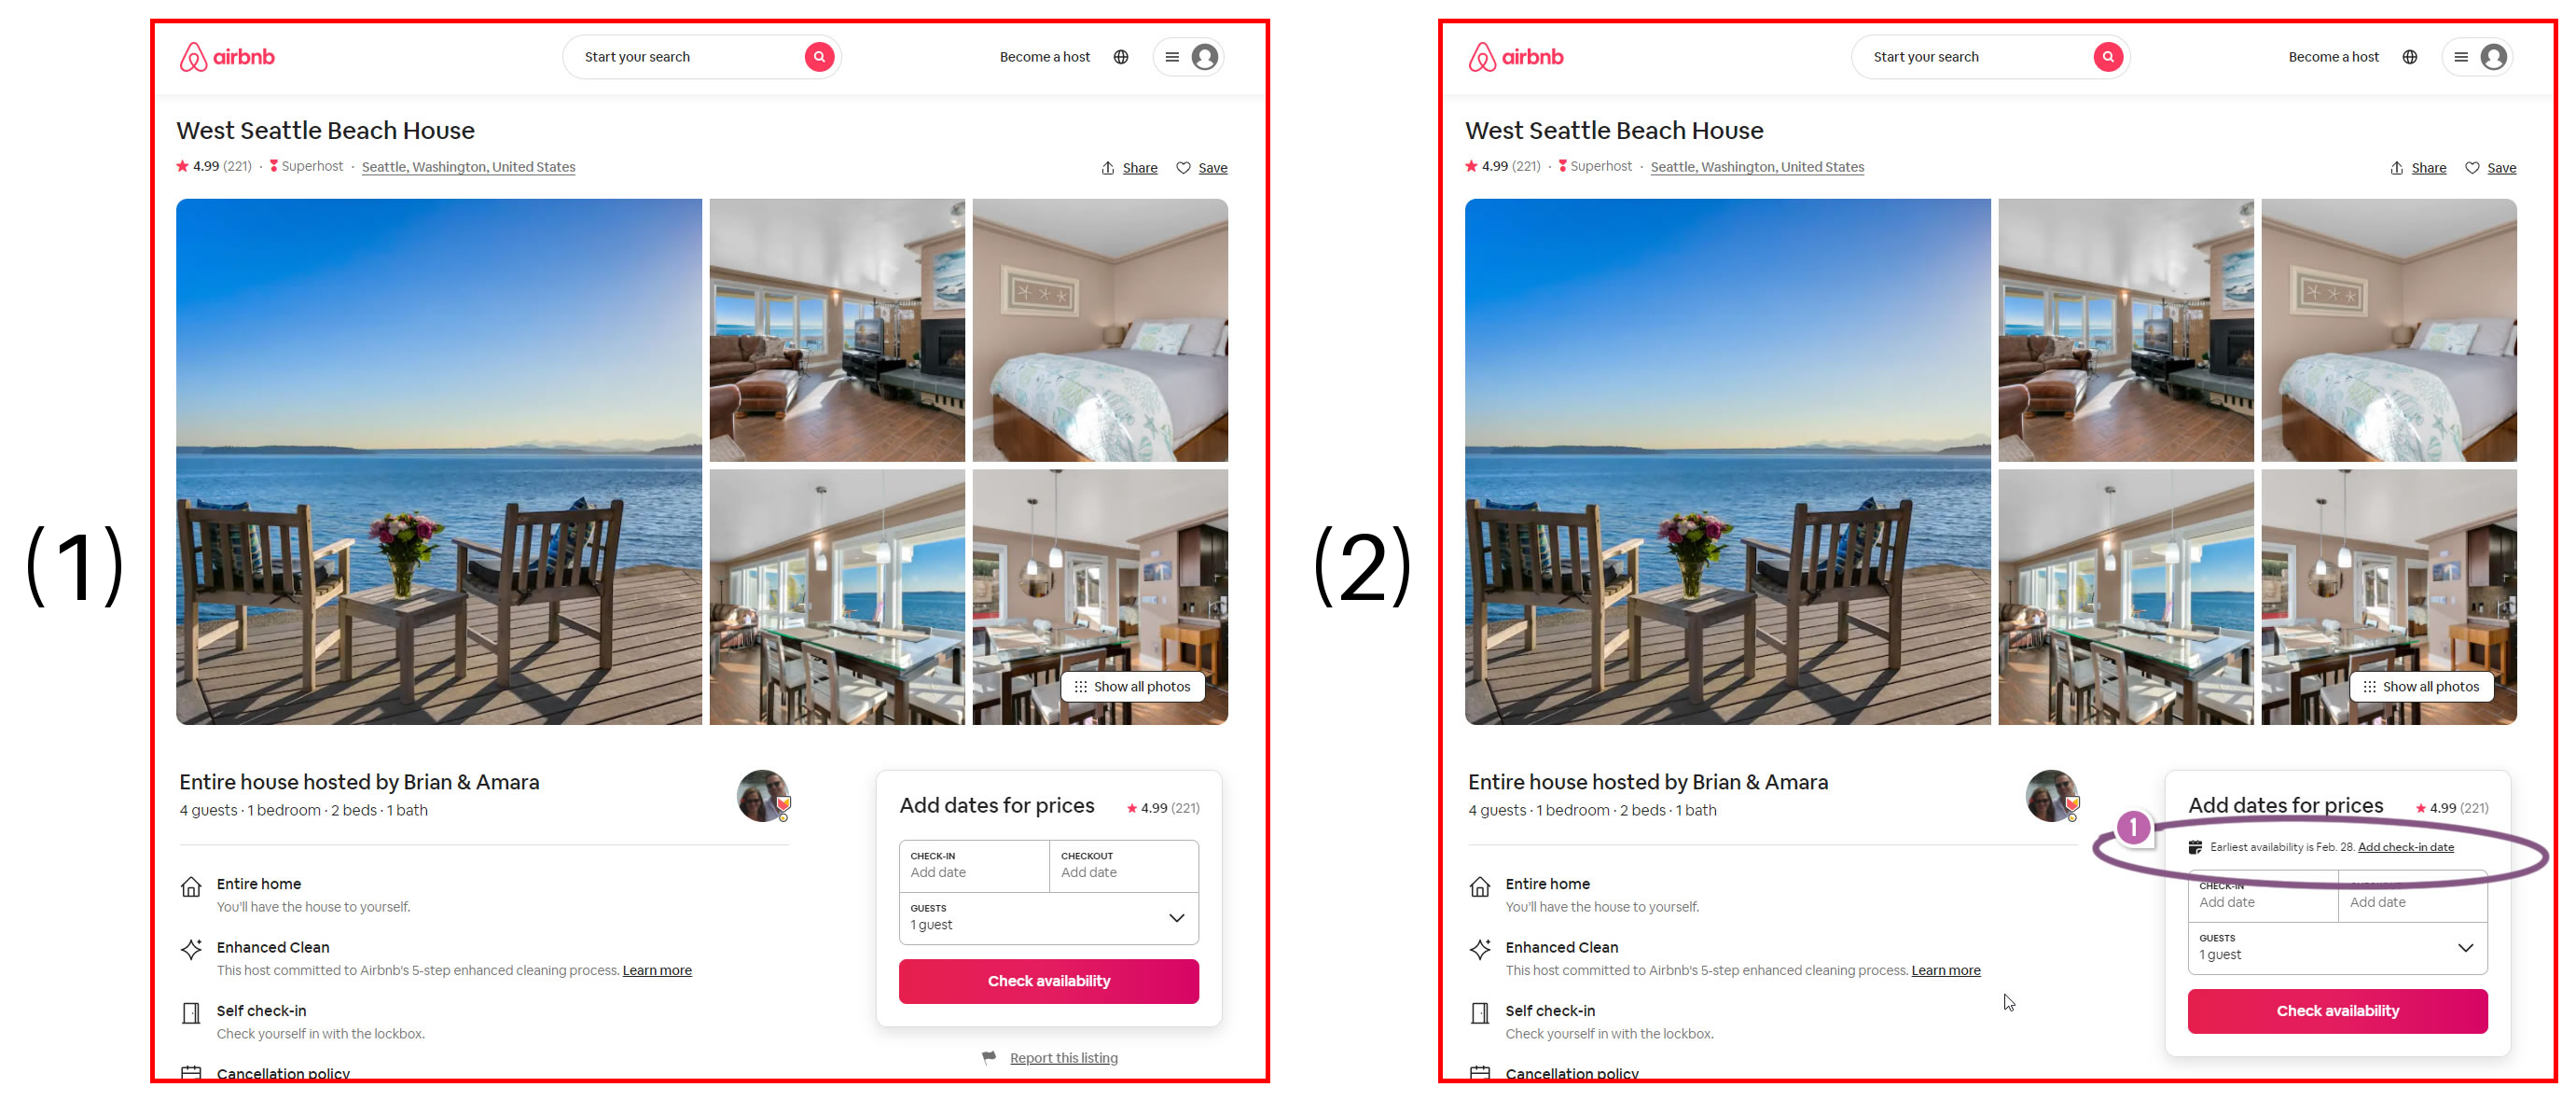 (1)
airbnb
Start your search
Become a host
West Seattle Beach House
4.99 (221) · Superhost · Seattle, Washington, United States
Share Save
Show all photos
Entire house hosted by Brian & Amara
4 guests · 1 bedroom · 2 beds · 1 bath
Entire home
You'll have the house to yourself.
Enhanced Clean
This host committed to Airbnb's 5-step enhanced cleaning process. Learn more
Self check-in
Check yourself in with the lockbox.
Cancellation policy
Add dates for prices 4.99 (221)
CHECK-IN CHECKOUT
Add date Add date
GUESTS
1 guest
Check availability
Report this listing
(2)
airbnb
Start your search
Become a host
West Seattle Beach House
4.99 (221) · Superhost · Seattle, Washington, United States
Share Save
Show all photos
Entire house hosted by Brian & Amara
4 guests · 1 bedroom · 2 beds · 1 bath
Entire home
You'll have the house to yourself.
Enhanced Clean
This host committed to Airbnb's 5-step enhanced cleaning process. Learn more
Self check-in
Check yourself in with the lockbox.
Cancellation policy
Add dates for prices 4.99 (221)
1
Earliest availability is Feb. 28. Add check-in date
CHECK-IN
Add date Add date
GUESTS
1 guest
Check availability